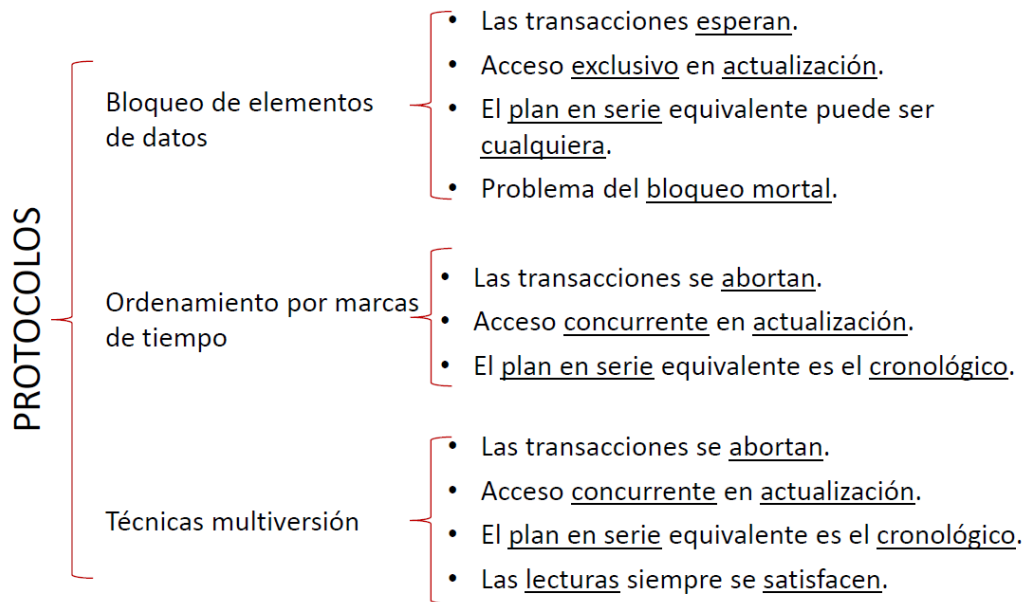 PROTOCOLOS
Bloqueo de elementos
de datos
• Las transacciones esperan.
• Acceso exclusivo en actualización.
• El plan en serie equivalente puede ser
cualquiera.
• Problema del bloqueo mortal.
Ordenamiento por marcas
de tiempo
• Las transacciones se abortan.
• Acceso concurrente en actualización.
• El plan en serie equivalente es el cronológico.
Técnicas multiversión
• Las transacciones se abortan.
• Acceso concurrente en actualización.
• El plan en serie equivalente es el cronológico.
• Las lecturas siempre se satisfacen.